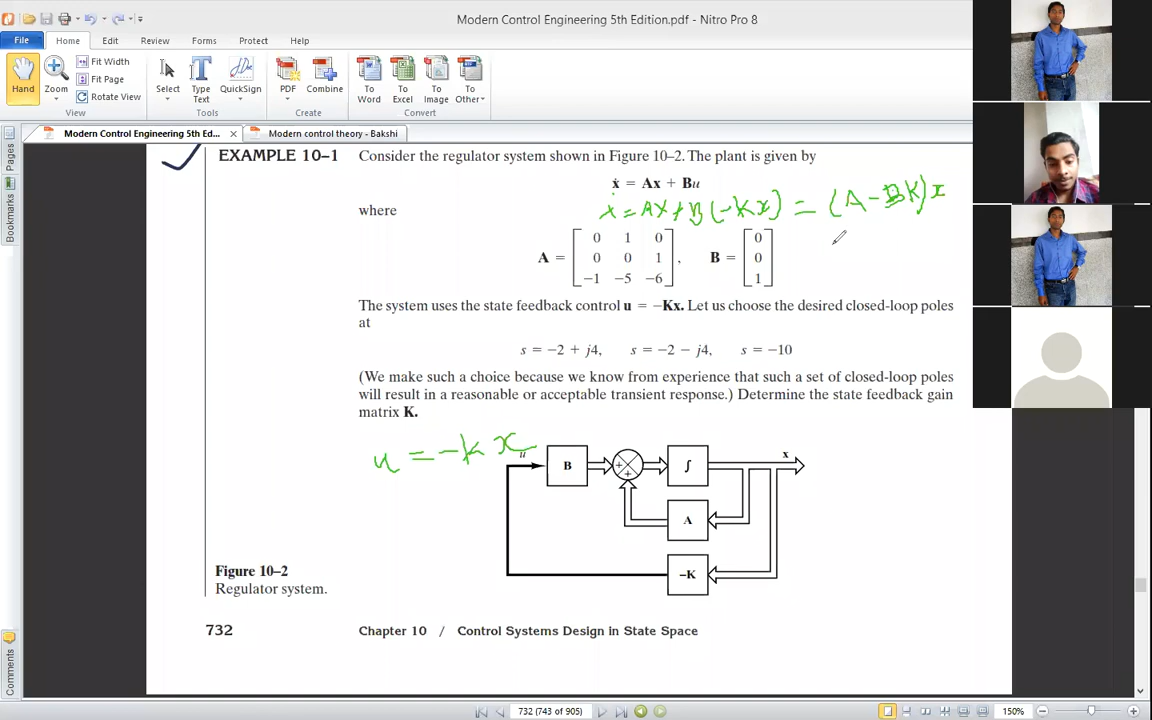 Modern Control Engineering 5th Edition.pdf - Nitro Pro 8
File Home Edit Review Forms Protect Help
Hand Zoom Fit Width Fit Page Rotate View Select Type Text QuickSign PDF Combine To Word To Excel To Image To Other
View Tools Create Convert
Modern Control Engineering 5th Ed... × Modern control theory - Bakshi
Pages
Bookmarks
Comments
EXAMPLE 10–1 Consider the regulator system shown in Figure 10–2. The plant is given by
ẋ = Ax + Bu
ẋ = AX + B(-Kx) = (A - BK)x
where
A = [0 1 0; 0 0 1; −1 −5 −6], B = [0; 0; 1]
The system uses the state feedback control u = −Kx. Let us choose the desired closed-loop poles
at
s = −2 + j4, s = −2 − j4, s = −10
(We make such a choice because we know from experience that such a set of closed-loop poles
will result in a reasonable or acceptable transient response.) Determine the state feedback gain
matrix K.
u = -K x
u B + + ∫ x
A
−K
Figure 10–2
Regulator system.
732 Chapter 10 / Control Systems Design in State Space
732 (743 of 905) 150%